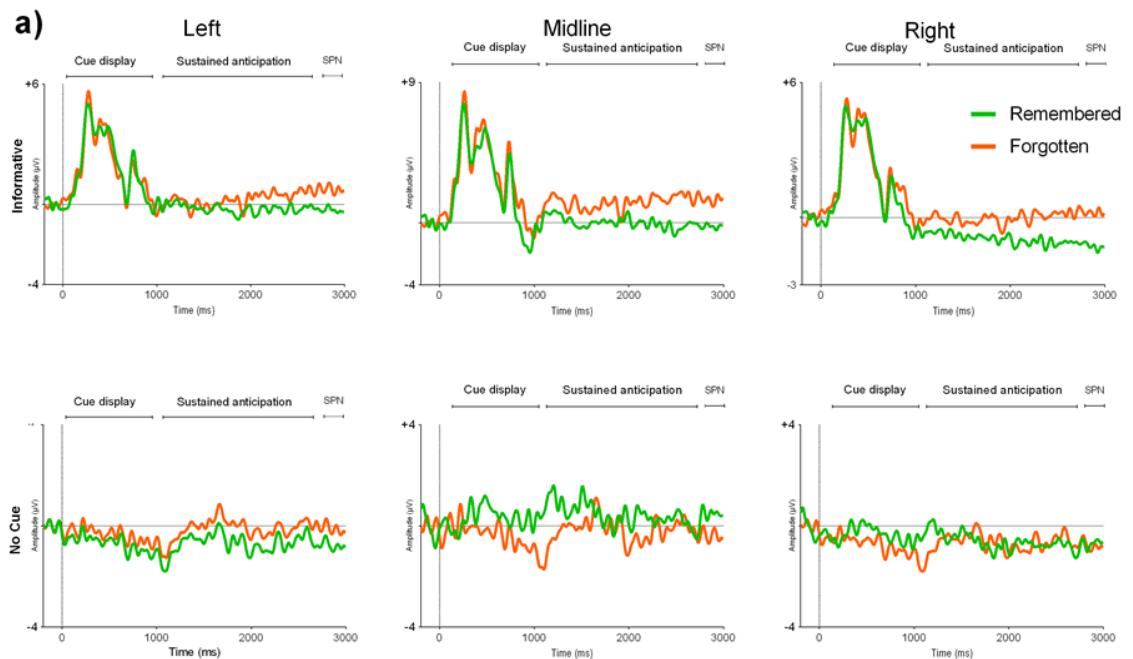 a)
Left
Midline
Right
Cue display Sustained anticipation SPN
Cue display Sustained anticipation SPN
Cue display Sustained anticipation SPN
Informative
+6
Amplitude (µV)
-4
0 1000 2000 3000
Time (ms)
+9
Amplitude (µV)
-4
0 1000 2000 3000
Time (ms)
+6
Amplitude (µV)
-3
0 1000 2000 3000
Time (ms)
Remembered
Forgotten
Cue display Sustained anticipation SPN
Cue display Sustained anticipation SPN
Cue display Sustained anticipation SPN
No Cue
Amplitude (µV)
-4
0 1000 2000 3000
Time (ms)
+4
Amplitude (µV)
-4
0 1000 2000 3000
Time (ms)
+4
Amplitude (µV)
-4
0 1000 2000 3000
Time (ms)